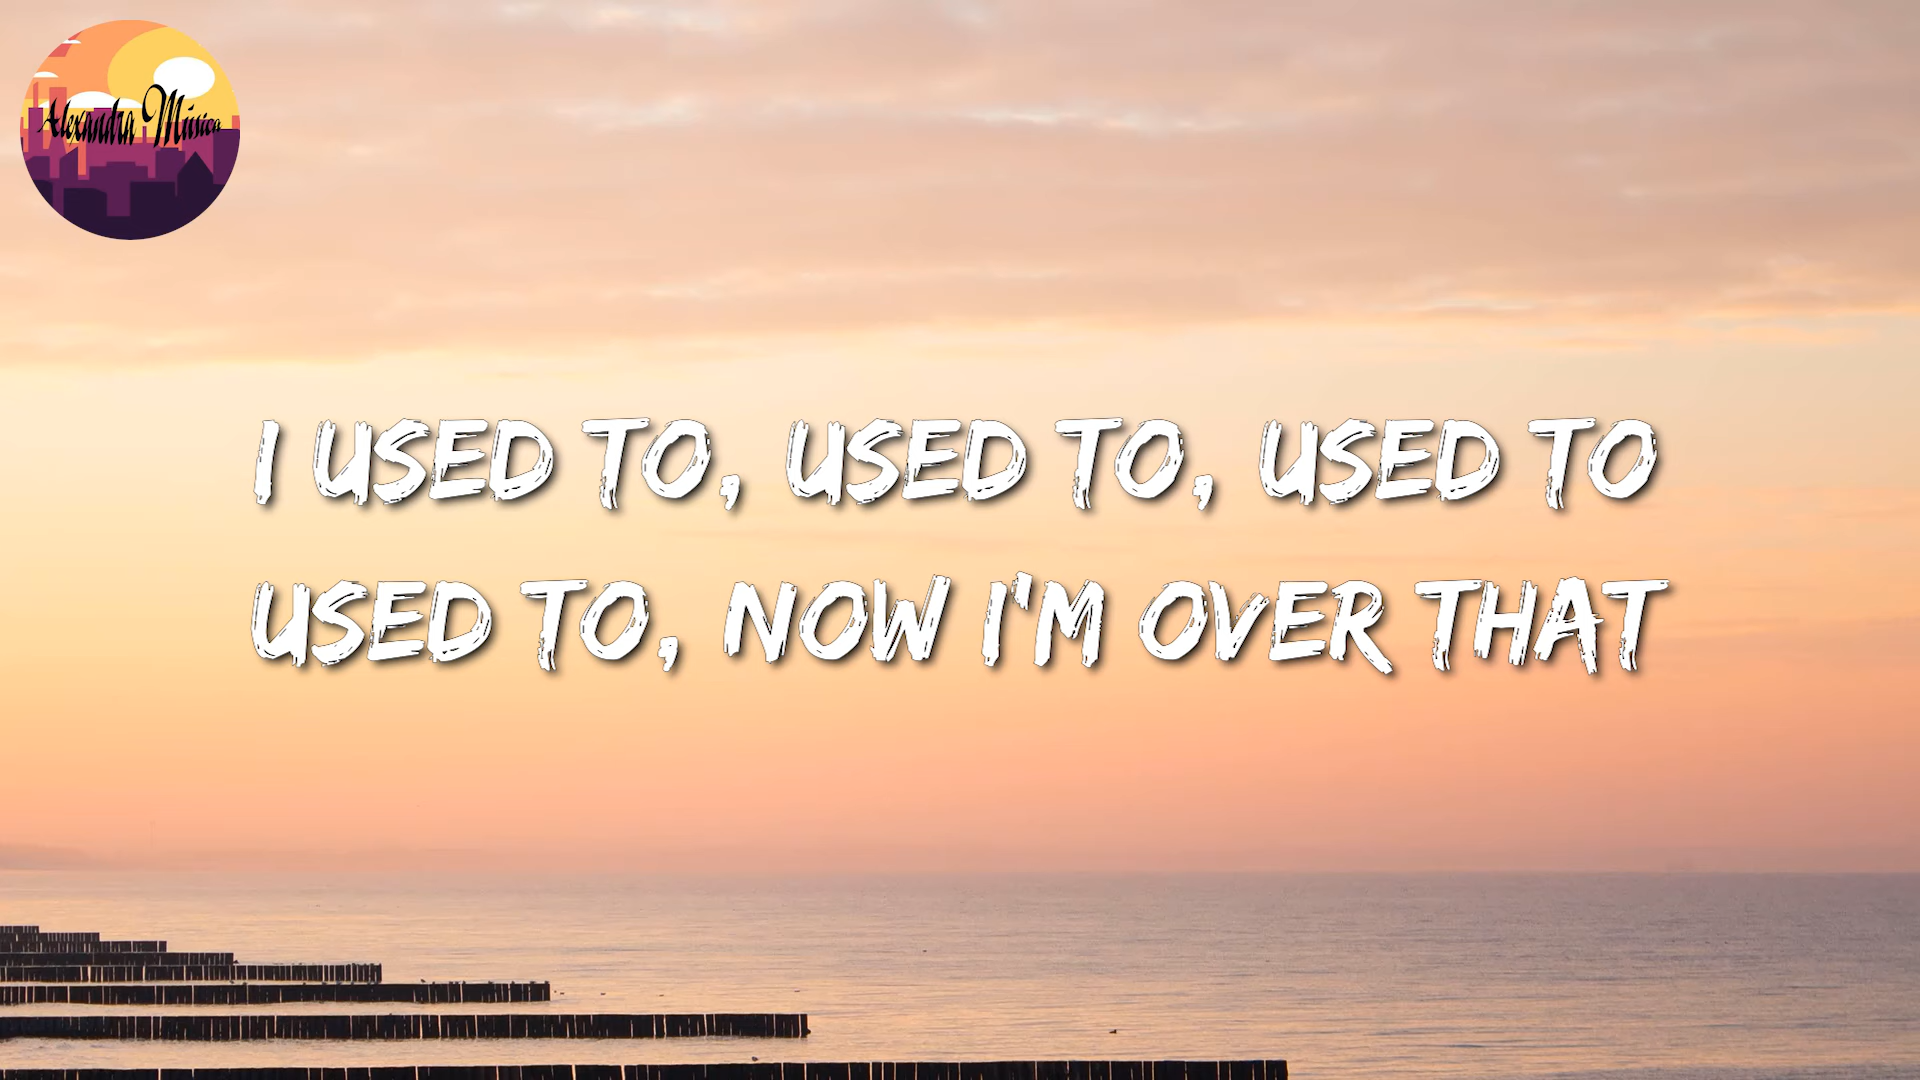 Alexandra Música
I USED TO, USED TO, USED TO
USED TO, NOW I'M OVER THAT